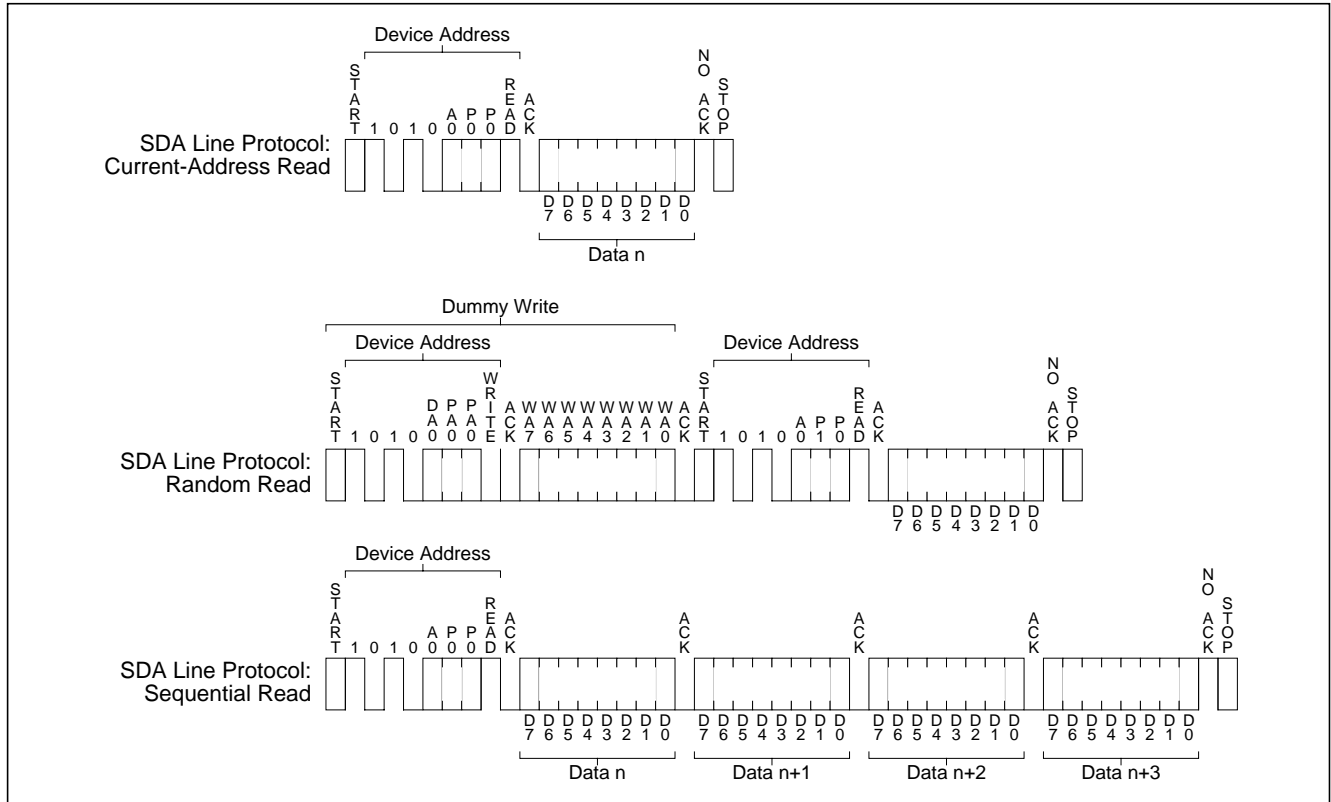 Device Address
START 1 0 1 0 A0 P0 P0 READ ACK NO ACK STOP
SDA Line Protocol:
Current-Address Read
D7 D6 D5 D4 D3 D2 D1 D0
Data n
Dummy Write
Device Address Device Address
START 1 0 1 0 DA0 PA0 PA0 WRITE ACK WA7 WA6 WA5 WA4 WA3 WA2 WA1 WA0 ACK START 1 0 1 0 A0 P1 P0 READ ACK NO ACK STOP
SDA Line Protocol:
Random Read
D7 D6 D5 D4 D3 D2 D1 D0
Device Address
START 1 0 1 0 A0 P0 P0 READ ACK ACK ACK ACK NO ACK STOP
SDA Line Protocol:
Sequential Read
D7 D6 D5 D4 D3 D2 D1 D0 D7 D6 D5 D4 D3 D2 D1 D0 D7 D6 D5 D4 D3 D2 D1 D0 D7 D6 D5 D4 D3 D2 D1 D0
Data n Data n+1 Data n+2 Data n+3